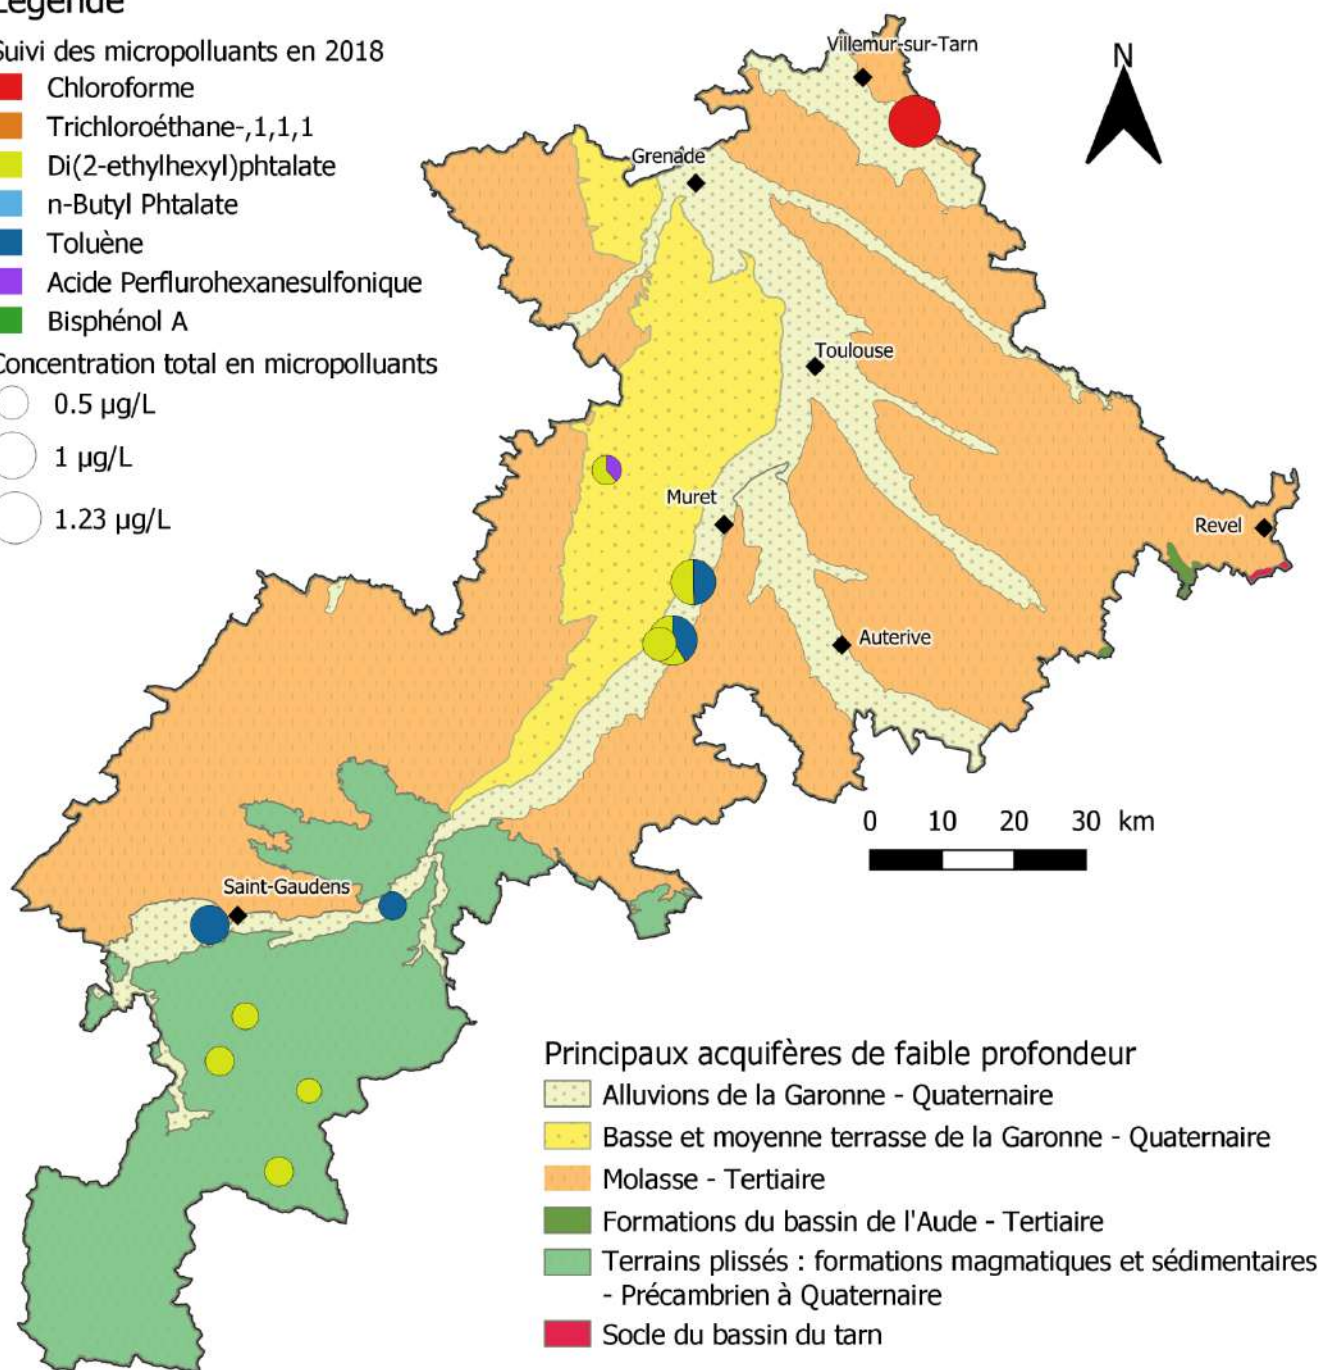 Légende
Suivi des micropolluants en 2018
Chloroforme
Trichloroéthane-,1,1,1
Di(2-ethylhexyl)phtalate
n-Butyl Phtalate
Toluène
Acide Perflurohexanesulfonique
Bisphénol A
Concentration total en micropolluants
0.5 µg/L
1 µg/L
1.23 µg/L
Villemur-sur-Tarn
N
Grenade
Toulouse
Muret
Revel
Auterive
Saint-Gaudens
0 10 20 30 km
Principaux acquifères de faible profondeur
Alluvions de la Garonne - Quaternaire
Basse et moyenne terrasse de la Garonne - Quaternaire
Molasse - Tertiaire
Formations du bassin de l'Aude - Tertiaire
Terrains plissés : formations magmatiques et sédimentaires
- Précambrien à Quaternaire
Socle du bassin du tarn